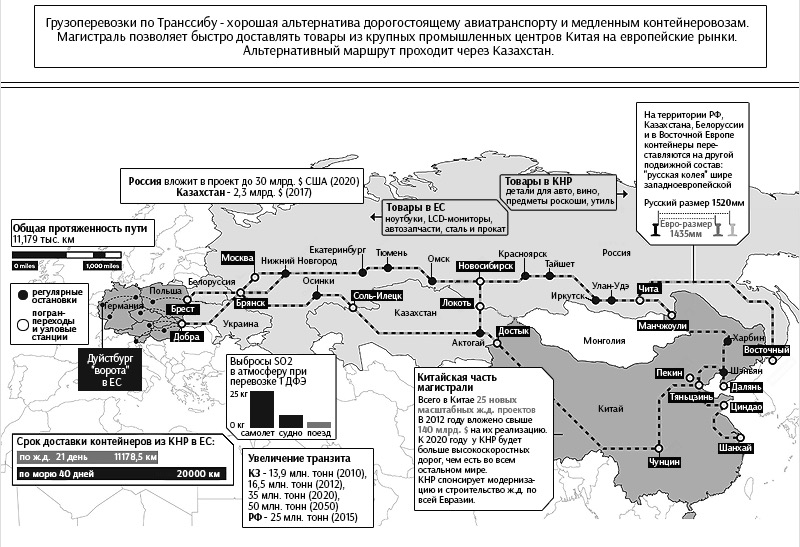 Грузоперевозки по Транссибу - хорошая альтернатива дорогостоящему авиатранспорту и медленным контейнеровозам.
Магистраль позволяет быстро доставлять товары из крупных промышленных центров Китая на европейские рынки.
Альтернативный маршрут проходит через Казахстан.
На территории РФ,
Казахстана, Белоруссии
и в Восточной Европе
контейнеры пере-
ставляются на другой
подвижной состав:
"русская колея" шире
западноевропейской
Русский размер 1520мм
Евро-размер
1435мм
Россия вложит в проект до 30 млрд. $ США (2020)
Казахстан - 2,3 млрд. $ (2017)
Товары в КНР
детали для авто, вино,
предметы роскоши, утиль
Товары в ЕС
ноутбуки, LCD-мониторы,
автозапчасти, сталь и прокат
Общая протяженность пути
11,179 тыс. км
0 miles
1,000 miles
регулярные
остановки
погран-
переходы
и узловые
станции
Москва
Нижний Новгород
Екатеринбург
Тюмень
Омск
Новосибирск
Красноярск
Тайшет
Россия
Белоруссия
Польша
Германия
Брест
Брянск
Осинки
Соль-Илецк
Локоть
Иркутск
Улан-Удэ
Чита
Казахстан
Украина
Добра
Манчжоули
Монголия
Актогай
Достык
Харбин
Восточный
Шэньян
Пекин
Далянь
Тяньцзинь
Циндао
Китай
Шанхай
Чунцин
Дуйстбург
"ворота"
в ЕС
Выбросы SO2
в атмосферу при
перевозке 1 ДФЭ
25 кг
0 кг
самолет
судно
поезд
Китайская часть
магистрали
Всего в Китае 25 новых
масштабных ж.д. проектов
В 2012 году вложено свыше
140 млрд. $ на их реализацию.
К 2020 году у КНР будет
больше высокоскоростных
дорог, чем есть во всем
остальном мире.
КНР спонсирует модерниза-
цию и строительство ж.д. по
всей Евразии.
Срок доставки контейнеров из КНР в ЕС:
по ж.д. 21 день 11178,5 км
по морю 40 дней 20000 км
Увеличение транзита
КЗ - 13,9 млн. тонн (2010),
16,5 млн. тонн (2012),
35 млн. тонн (2020),
50 млн. тонн (2050)
РФ - 25 млн. тонн (2015)